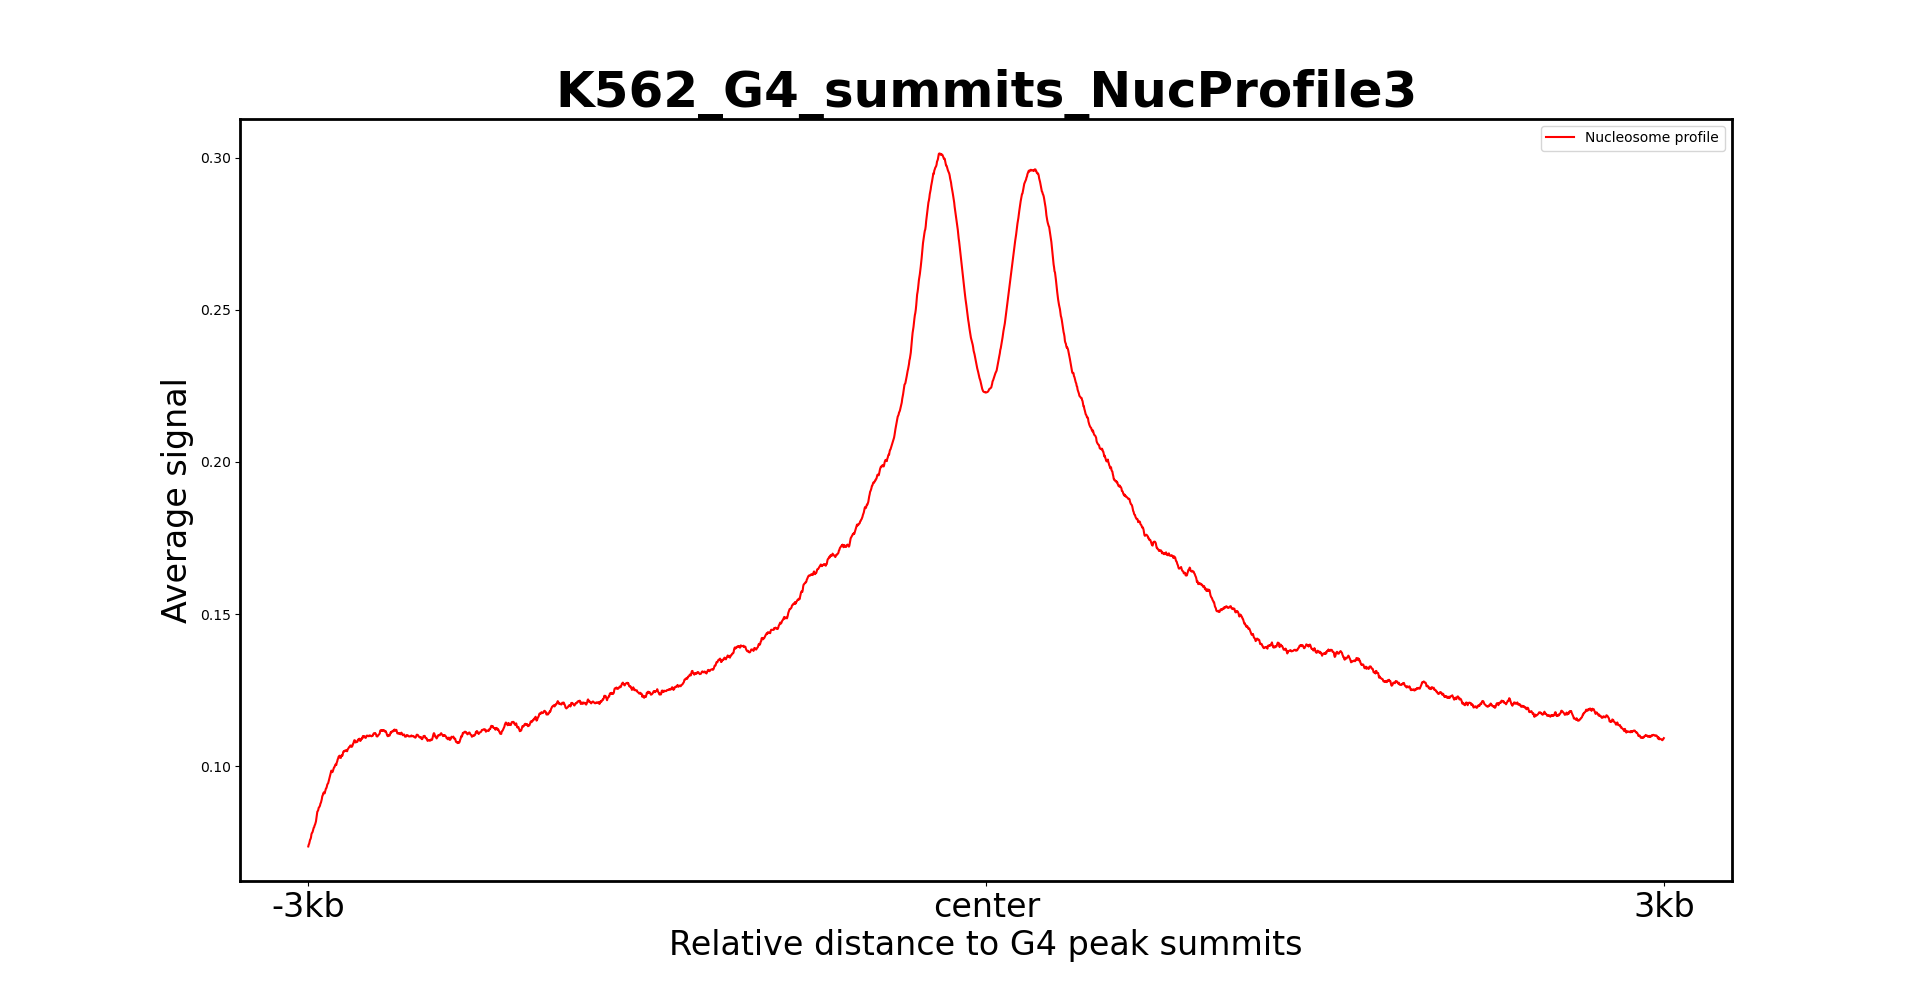 K562_G4_summits_NucProfile3
Nucleosome profile
0.30
0.25
0.20
0.15
0.10
Average signal
-3kb
center
3kb
Relative distance to G4 peak summits